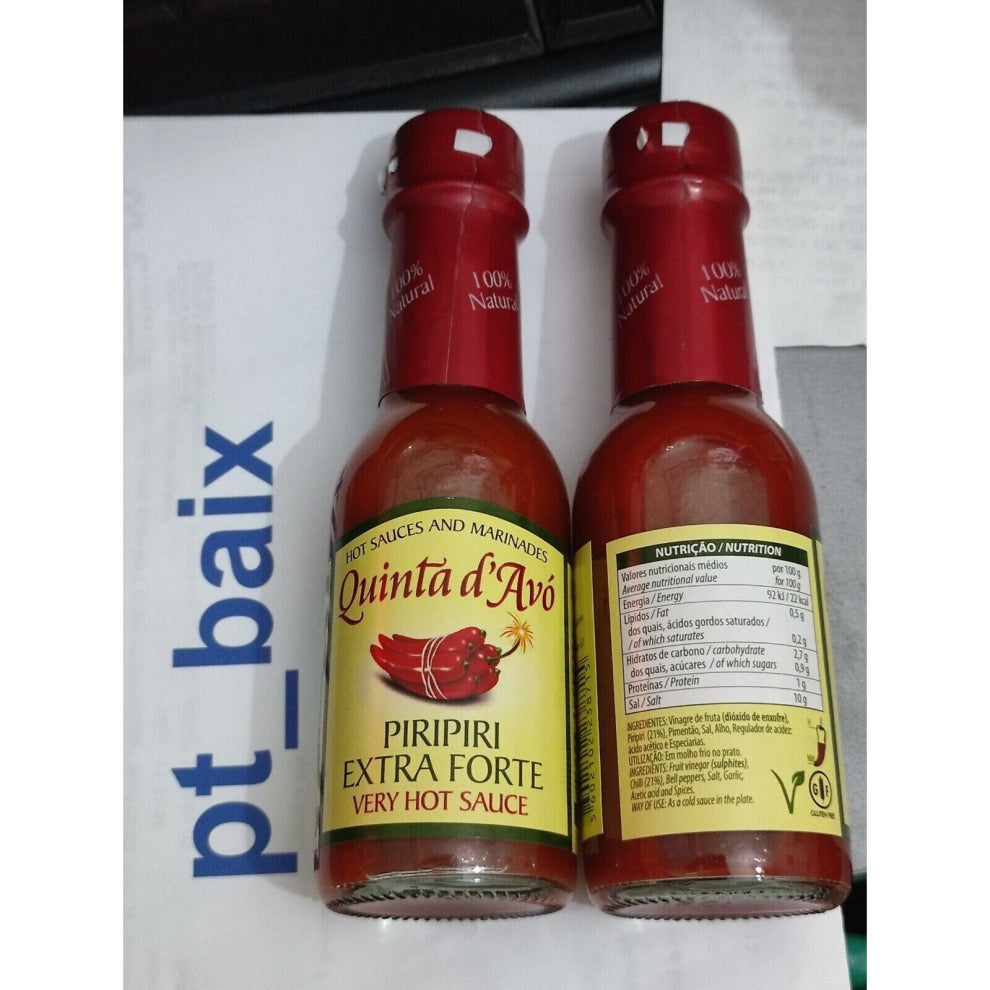 pt_baix
100%
Natural
100%
Natural
HOT SAUCES AND MARINADES
Quinta d'Avó
PIRIPIRI
EXTRA FORTE
VERY HOT SAUCE
100%
Natural
100%
Natural
NUTRIÇÃO / NUTRITION
Valores nutricionais médios por 100 g
Average nutritional value for 100 g
Energia / Energy 92 kJ / 22 kcal
Lípidos / Fat 0,5 g
dos quais, ácidos gordos saturados /
/ of which saturates 0,2 g
Hidratos de carbono / carbohydrate 2,7 g
dos quais, acúcares / of which sugars 0,9 g
Proteínas / Protein 1 g
Sal / Salt 10 g
INGREDIENTES: Vinagre de fruta (dióxido de enxofre),
Piripiri (21%), Pimentão, Sal, Alho, Regulador de acidez:
ácido acético e Especiarias.
UTILIZAÇÃO: Em molho frio no prato.
INGREDIENTS: Fruit vinegar (sulphites),
Chilli (21%), Bell peppers, Salt, Garlic,
Acetic acid and Spices.
WAY OF USE: As a cold sauce in the plate.
V
G F
GLUTEN FREE